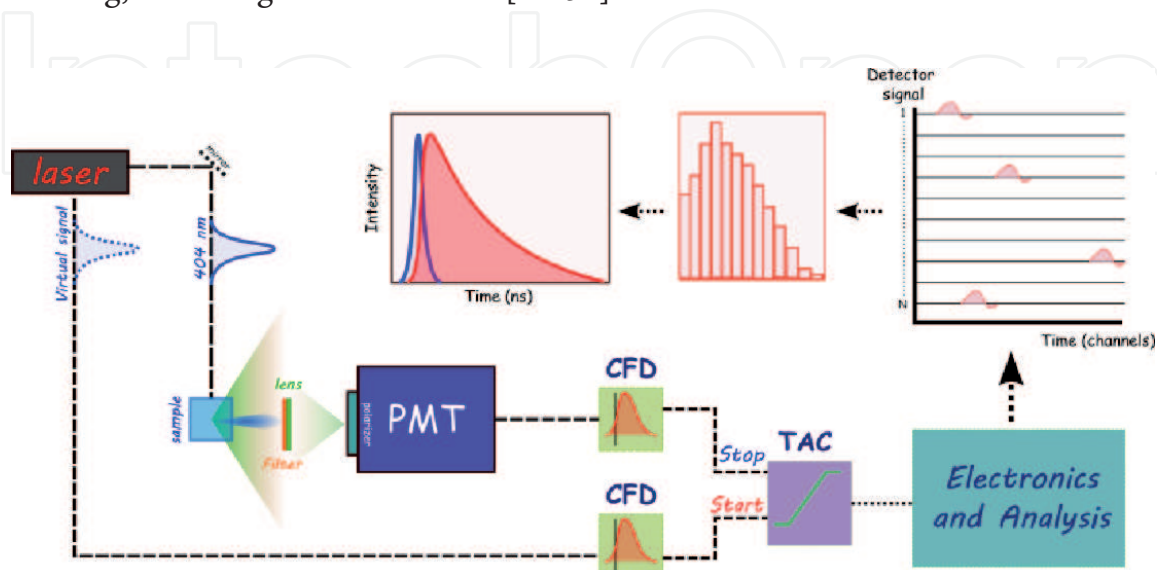 Detector
signal
1
N
Time (channels)
laser
mirror
Virtual signal
404 nm
Intensity
Time (ns)
sample
lens
Filter
polarizer
PMT
CFD
CFD
Stop
Start
TAC
Electronics
and Analysis